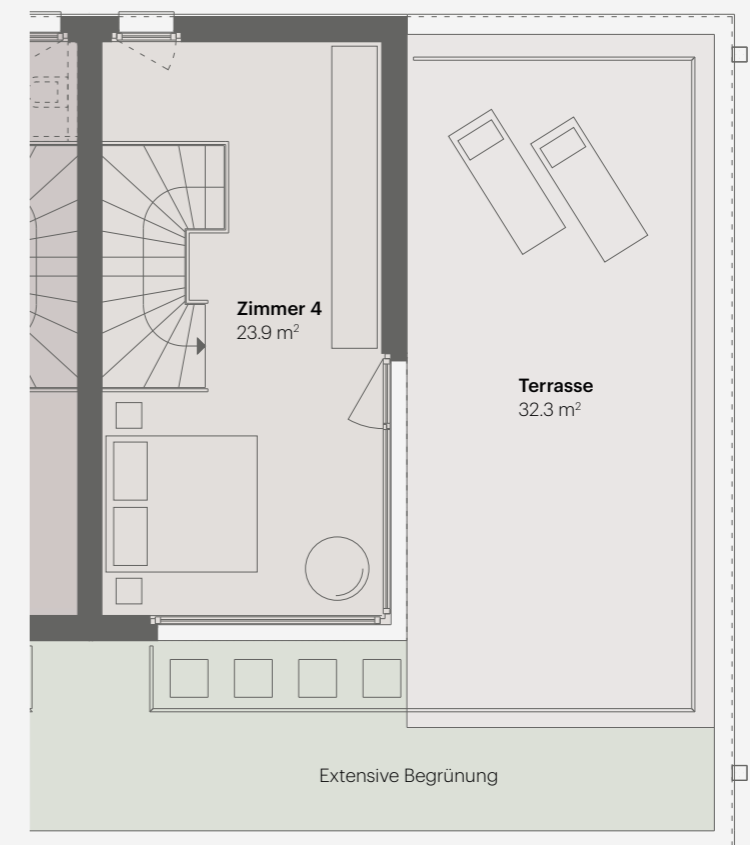 Zimmer 4
23.9 m²
Terrasse
32.3 m²
Extensive Begrünung